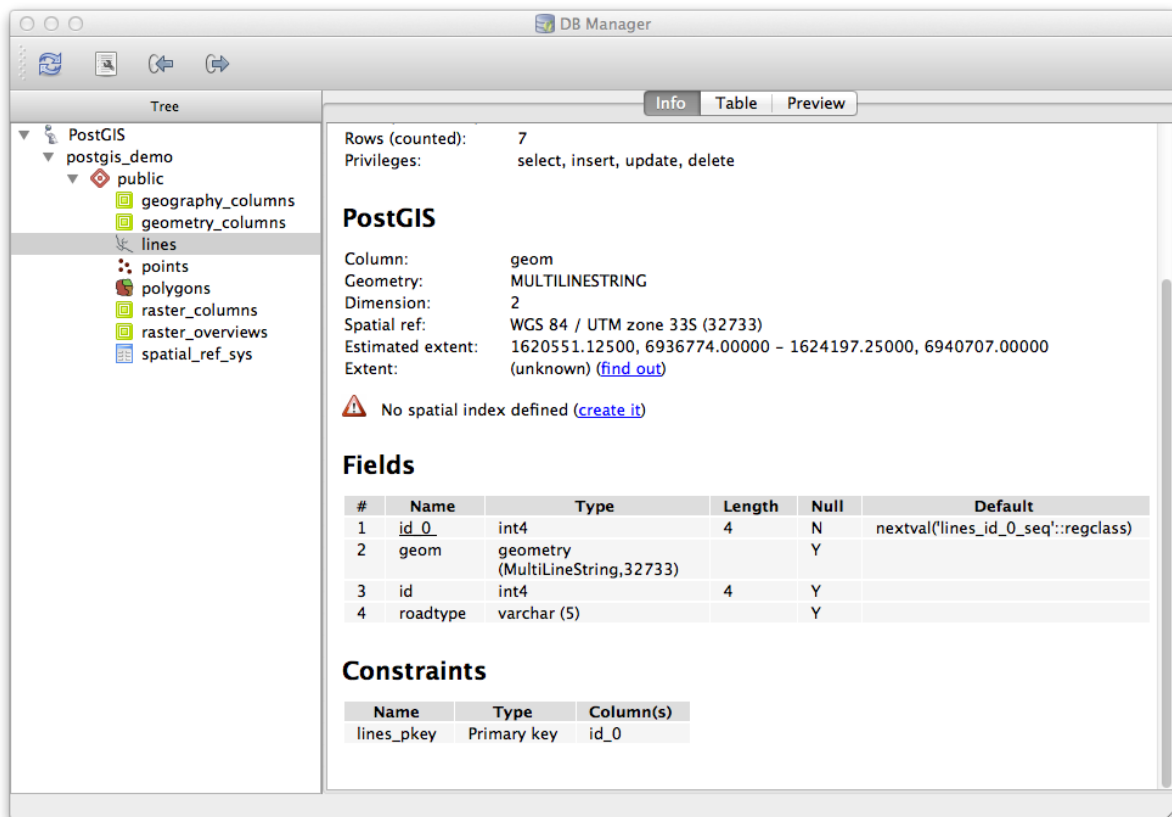 DB Manager
Tree
Info Table Preview
PostGIS
postgis_demo
public
geography_columns
geometry_columns
lines
points
polygons
raster_columns
raster_overviews
spatial_ref_sys
Rows (counted): 7
Privileges: select, insert, update, delete
PostGIS
Column: geom
Geometry: MULTILINESTRING
Dimension: 2
Spatial ref: WGS 84 / UTM zone 33S (32733)
Estimated extent: 1620551.12500, 6936774.00000 - 1624197.25000, 6940707.00000
Extent: (unknown) (find out)
No spatial index defined (create it)
Fields
# Name Type Length Null Default
1 id_0 int4 4 N nextval('lines_id_0_seq'::regclass)
2 geom geometry Y
(MultiLineString,32733)
3 id int4 4 Y
4 roadtype varchar (5) Y
Constraints
Name Type Column(s)
lines_pkey Primary key id_0